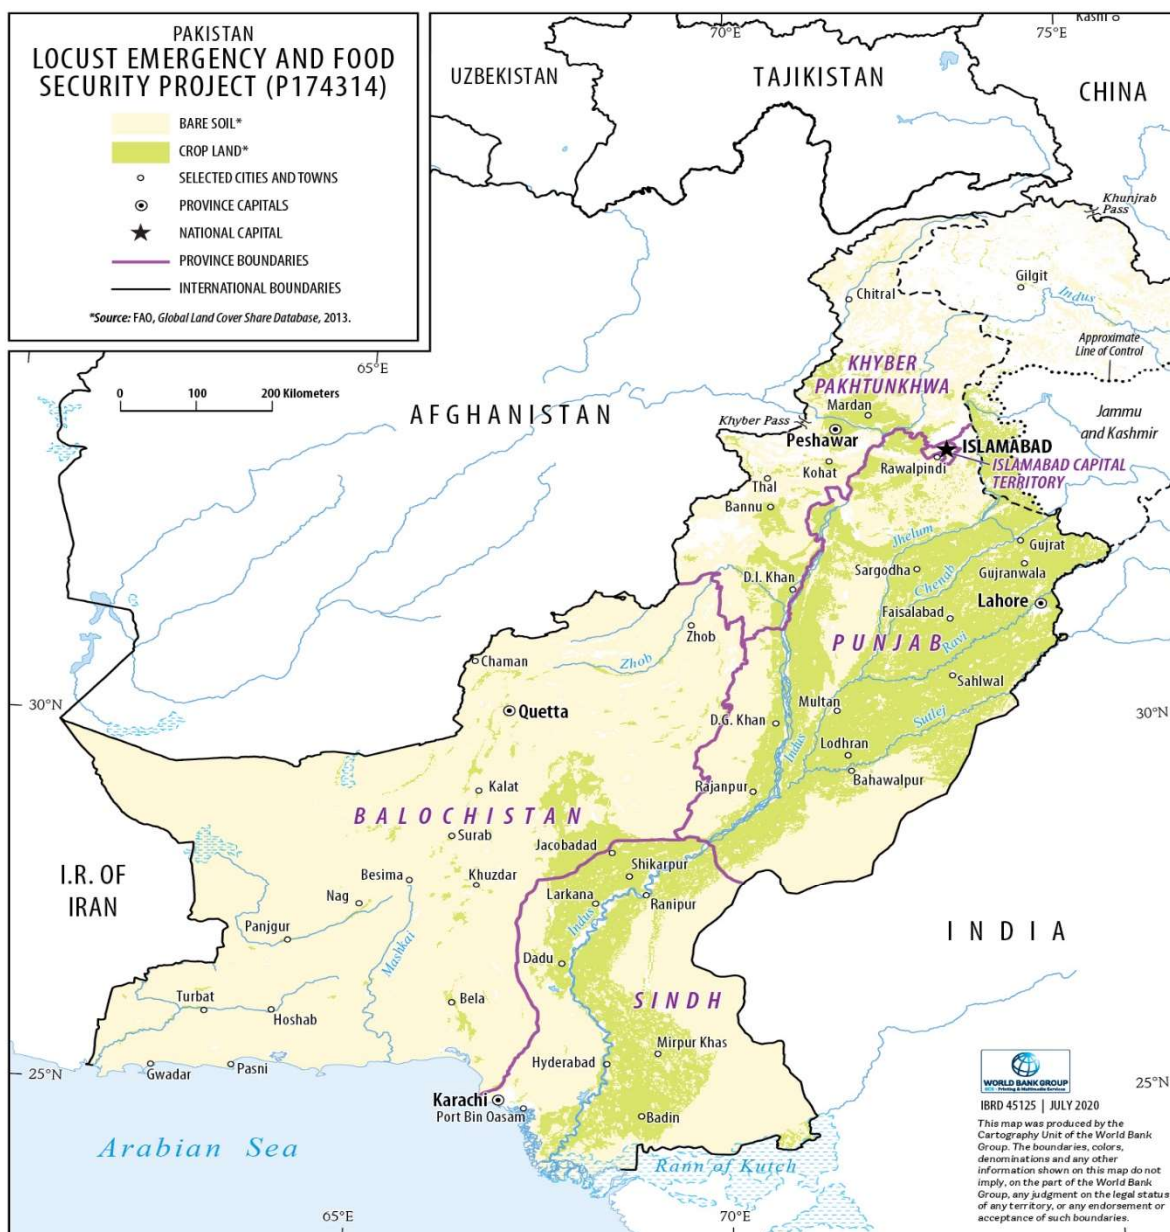 PAKISTAN
LOCUST EMERGENCY AND FOOD
SECURITY PROJECT (P174314)
BARE SOIL*
CROP LAND*
SELECTED CITIES AND TOWNS
PROVINCE CAPITALS
NATIONAL CAPITAL
PROVINCE BOUNDARIES
INTERNATIONAL BOUNDARIES
*Source: FAO, Global Land Cover Share Database, 2013.
70°E
75°E
Kashi
UZBEKISTAN
TAJIKISTAN
CHINA
Khunjrab
Pass
Gilgit
Indus
Chitral
Approximate
Line of Control
65°E
0 100 200 Kilometers
AFGHANISTAN
KHYBER
PAKHTUNKHWA
Mardan
Khyber Pass
Peshawar
Jammu
and Kashmir
ISLAMABAD
ISLAMABAD CAPITAL
TERRITORY
Rawalpindi
Kohat
Thal
Bannu
Jhelum
Gujrat
Sargodha
Chenab
Gujranwala
D.I. Khan
Faisalabad
Lahore
Zhob
PUNJAB
Ravi
Chaman
Zhob
Sahlwal
30°N
Quetta
Multan
D.G. Khan
Indus
Sutlej
30°N
Lodhran
Bahawalpur
Kalat
Rajanpur
BALOCHISTAN
Surab
Jacobadad
Shikarpur
I.R. OF
IRAN
Besima
Khuzdar
Nag
Larkana
Ranipur
Indus
Panjgur
Mashkai
INDIA
Dadu
Turbat
Hoshab
Bela
SINDH
Mirpur Khas
Hyderabad
25°N
Gwadar
Pasni
25°N
Karachi
Port Bin Qasam
Badin
Arabian Sea
Rann of Kutch
65°E
70°E
WORLD BANK GROUP
IBRD 45125 | JULY 2020
This map was produced by the
Cartography Unit of the World Bank
Group. The boundaries, colors,
denominations and any other
information shown on this map do not
imply, on the part of the World Bank
Group, any judgment on the legal status
of any territory, or any endorsement or
acceptance of such boundaries.